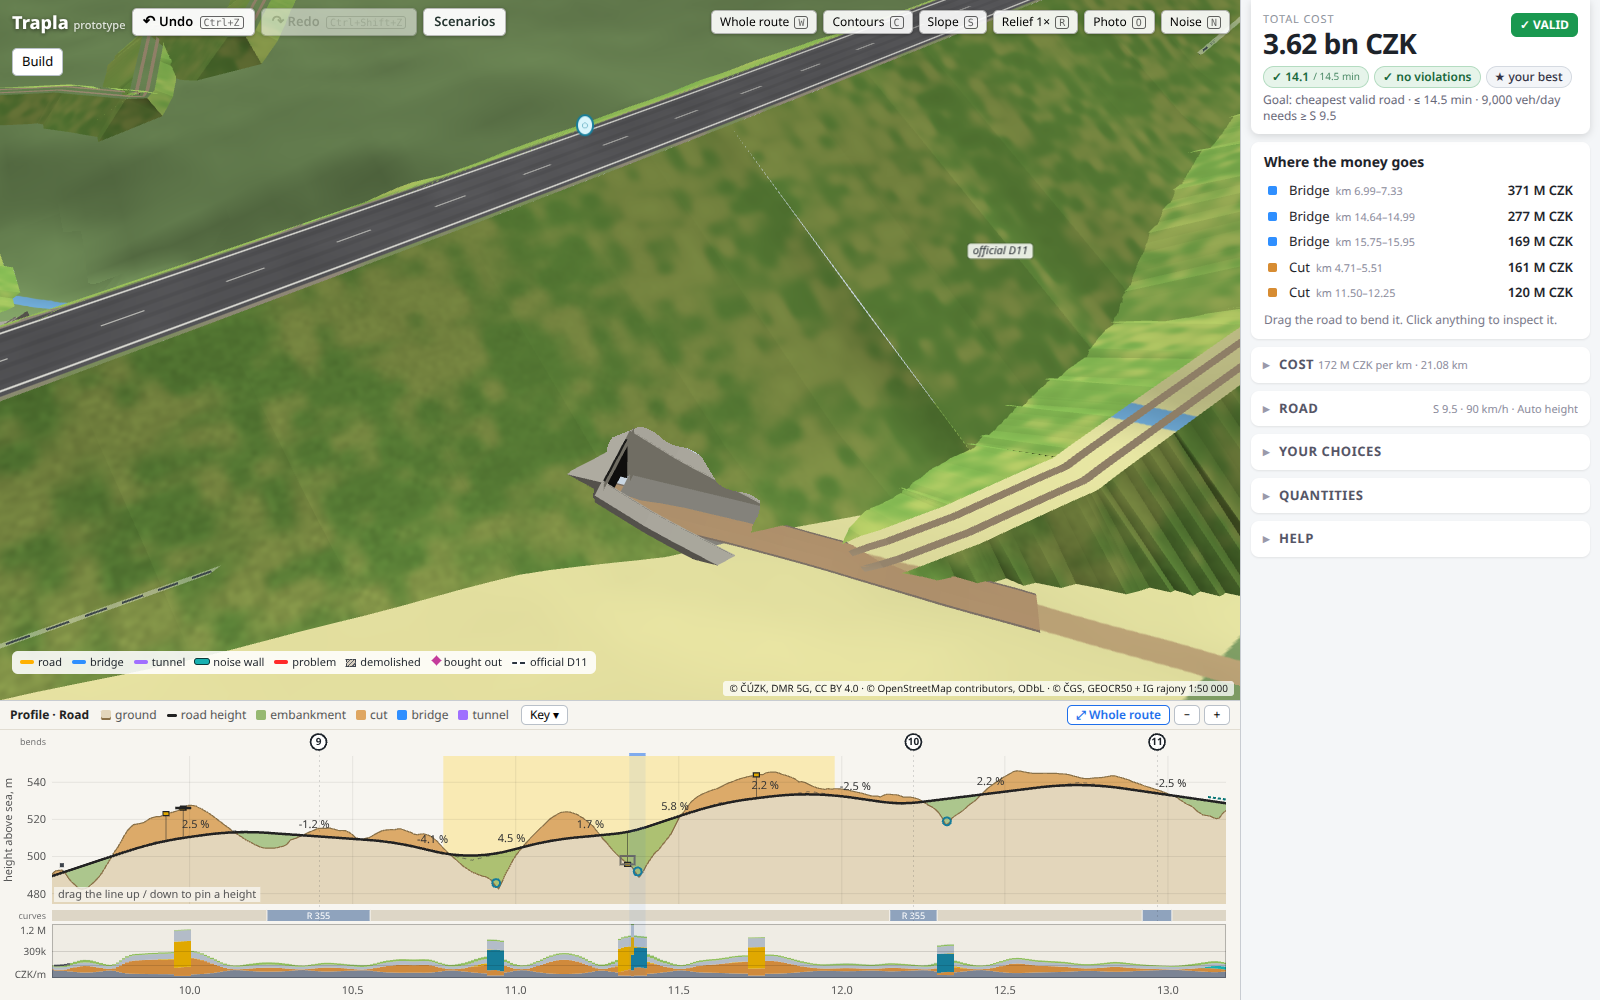 Trapla prototype
↶ Undo Ctrl+Z
↷ Redo Ctrl+Shift+Z
Scenarios
Whole route W
Contours C
Slope S
Relief 1× R
Photo O
Noise N
Build
official D11
road
bridge
tunnel
noise wall
problem
demolished
bought out
official D11
© ČÚZK, DMR 5G, CC BY 4.0 · © OpenStreetMap contributors, ODbL · © ČGS, GEOCR50 + IG rajony 1:50 000
TOTAL COST
3.62 bn CZK
✓ VALID
✓ 14.1 / 14.5 min
✓ no violations
★ your best
Goal: cheapest valid road · ≤ 14.5 min · 9,000 veh/day
needs ≥ S 9.5
Where the money goes
Bridge km 6.99–7.33 371 M CZK
Bridge km 14.64–14.99 277 M CZK
Bridge km 15.75–15.95 169 M CZK
Cut km 4.71–5.51 161 M CZK
Cut km 11.50–12.25 120 M CZK
Drag the road to bend it. Click anything to inspect it.
▸ COST 172 M CZK per km · 21.08 km
▸ ROAD S 9.5 · 90 km/h · Auto height
▸ YOUR CHOICES
▸ QUANTITIES
▸ HELP
Profile · Road
ground
road height
embankment
cut
bridge
tunnel
Key ▾
⤢ Whole route
−
+
bends
9
10
11
height above sea, m
540
520
500
480
2.5 %
-1.2 %
-4.1 %
4.5 %
1.7 %
5.8 %
2.2 %
-2.5 %
2.2 %
-2.5 %
drag the line up / down to pin a height
curves
R 355
R 355
1.2 M
309k
CZK/m
10.0
10.5
11.0
11.5
12.0
12.5
13.0